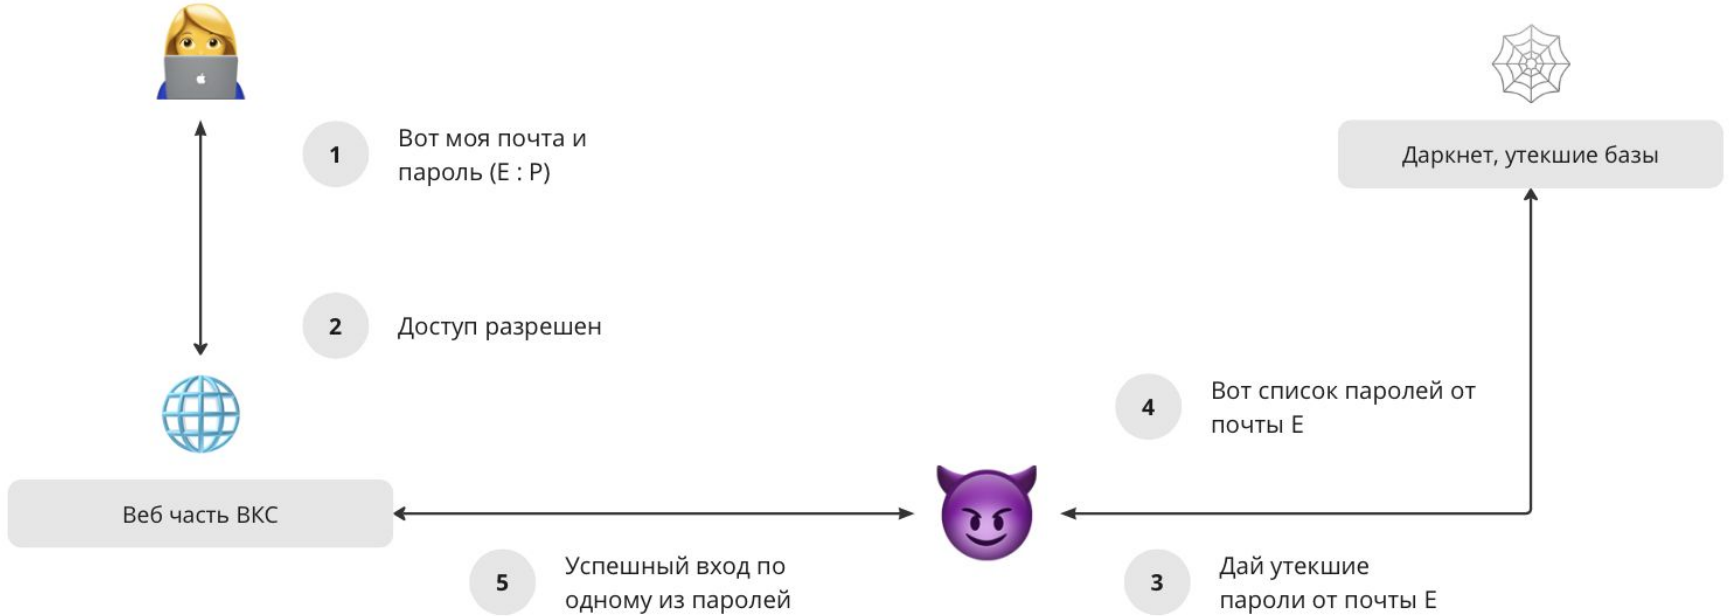 1
Вот моя почта и
пароль (E : P)
Даркнет, утекшие базы
2
Доступ разрешен
4
Вот список паролей от
почты E
Веб часть ВКС
5
Успешный вход по
одному из паролей
3
Дай утекшие
пароли от почты E